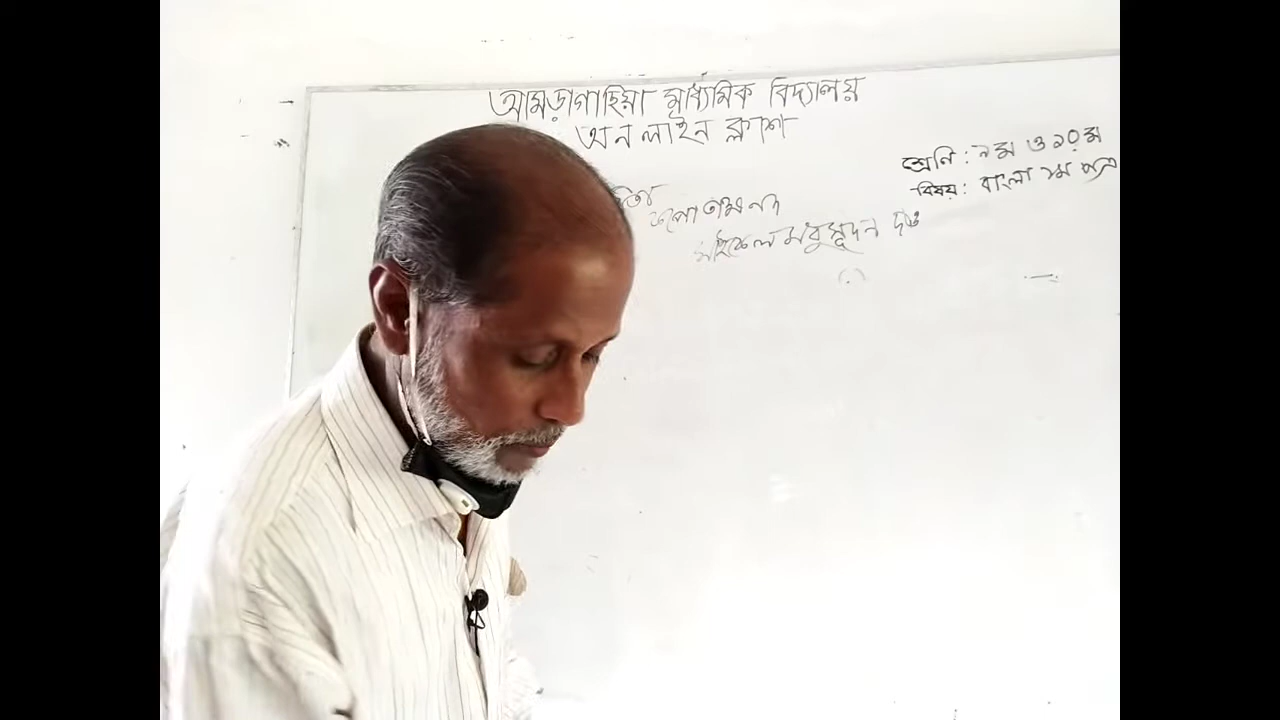 আমড়াগাছিয়া মাধ্যমিক বিদ্যালয়
অনলাইন ক্লাশ
শ্রেণি: ৯ম ও ১০ম
বিষয়: বাংলা ১ম পত্র
মাইকেল মধুসূদন দত্ত